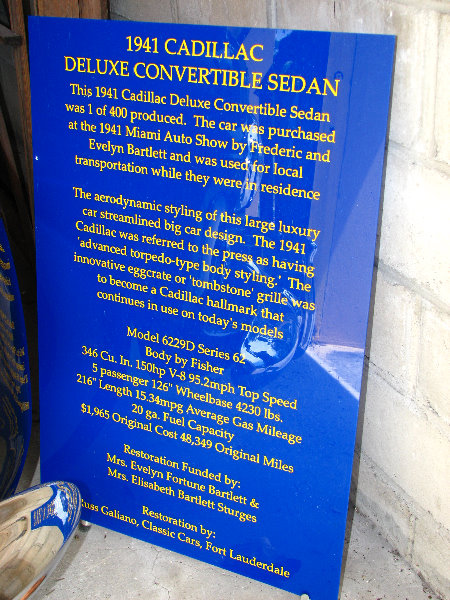 1941 CADILLAC
DELUXE CONVERTIBLE SEDAN
This 1941 Cadillac Deluxe Convertible Sedan
was 1 of 400 produced. The car was purchased
at the 1941 Miami Auto Show by Frederic and
Evelyn Bartlett and was used for local
transportation while they were in residence
The aerodynamic styling of this large luxury
car streamlined big car design. The 1941
Cadillac was referred to the press as having
'advanced torpedo-type body styling.' The
innovative eggcrate or 'tombstone' grille was
to become a Cadillac hallmark that
continues in use on today's models
Model 6229D Series 62
Body by Fisher
346 Cu. In. 150hp V-8 95.2mph Top Speed
5 passenger 126" Wheelbase 4230 lbs.
216" Length 15.34mpg Average Gas Mileage
20 ga. Fuel Capacity
$1,965 Original Cost 48,349 Original Miles
Restoration Funded by:
Mrs. Evelyn Fortune Bartlett &
Mrs. Elisabeth Bartlett Sturges
Restoration by:
Galiano, Classic Cars, Fort Lauderdale